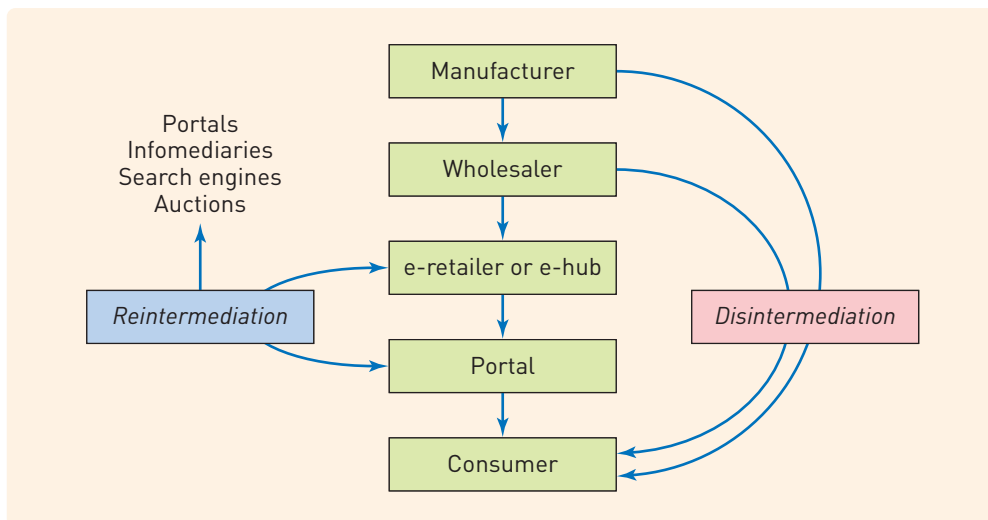 Manufacturer
Portals
Infomediaries
Search engines
Auctions
Wholesaler
e-retailer or e-hub
Reintermediation
Disintermediation
Portal
Consumer